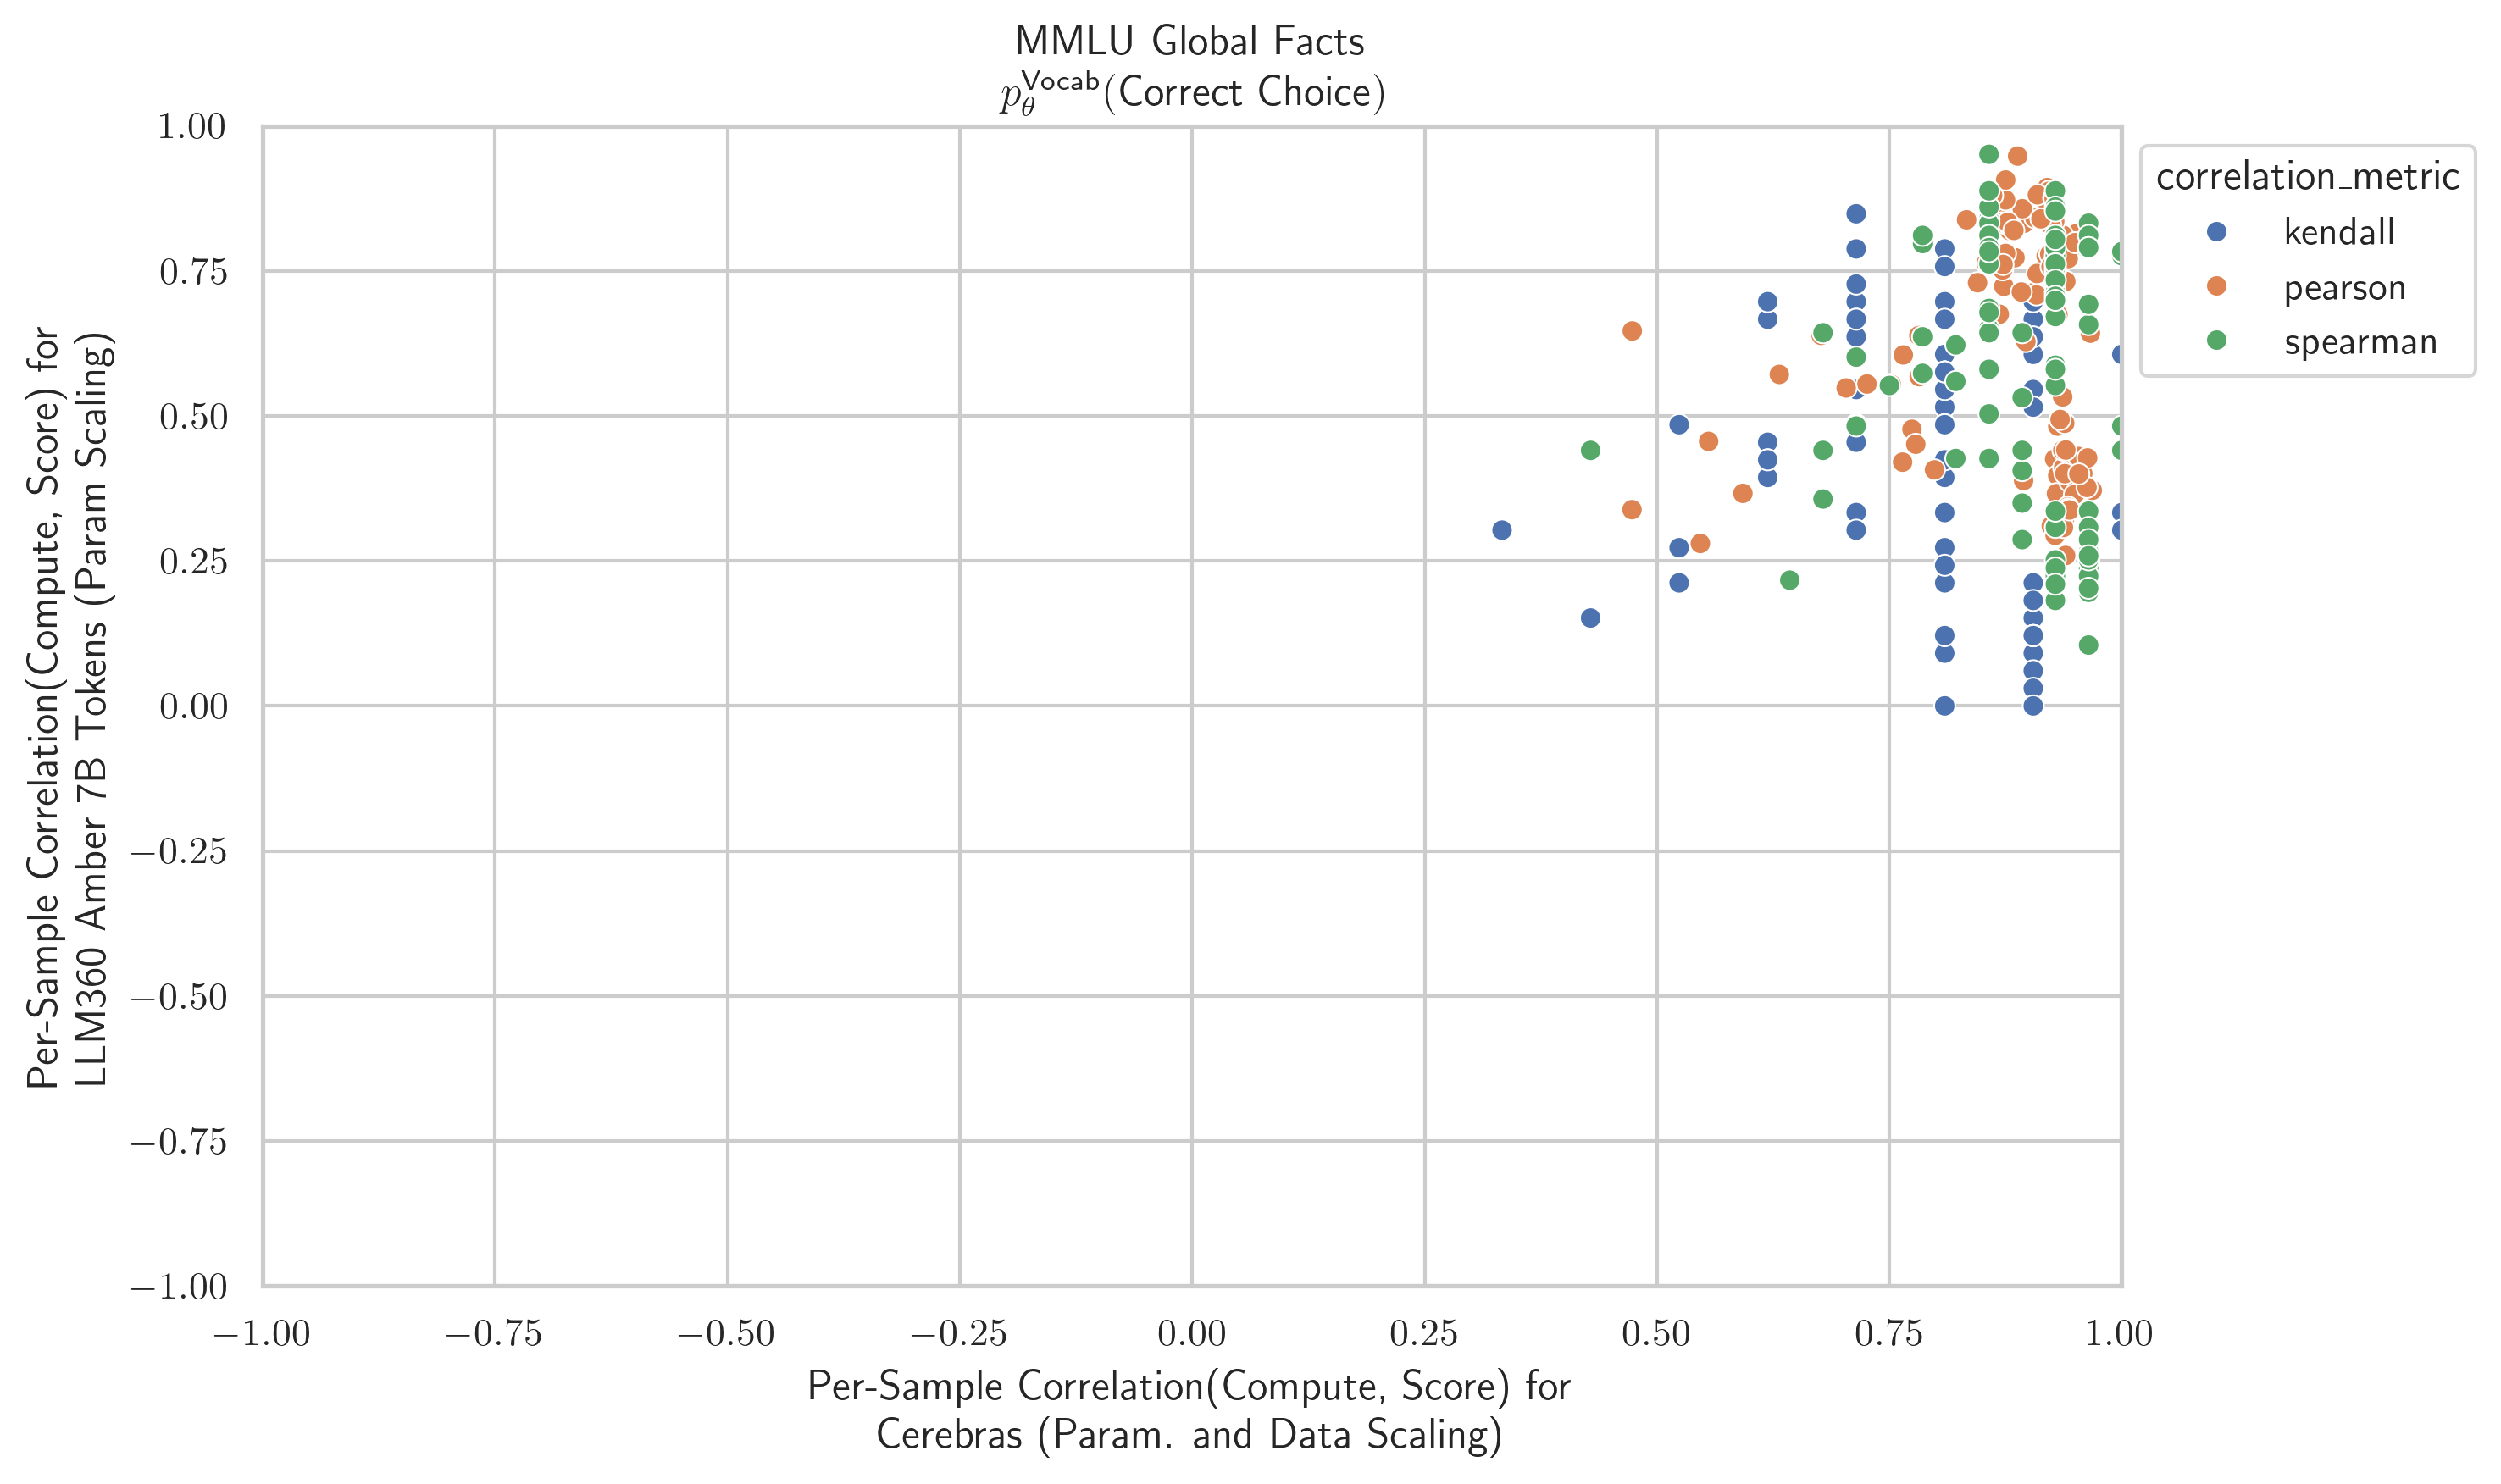 MMLU Global Facts
p_θ^Vocab(Correct Choice)
Per-Sample Correlation(Compute, Score) for
LLM360 Amber 7B Tokens (Param Scaling)
1.00
0.75
0.50
0.25
0.00
−0.25
−0.50
−0.75
−1.00
−1.00 −0.75 −0.50 −0.25 0.00 0.25 0.50 0.75 1.00
Per-Sample Correlation(Compute, Score) for
Cerebras (Param. and Data Scaling)
correlation_metric
kendall
pearson
spearman